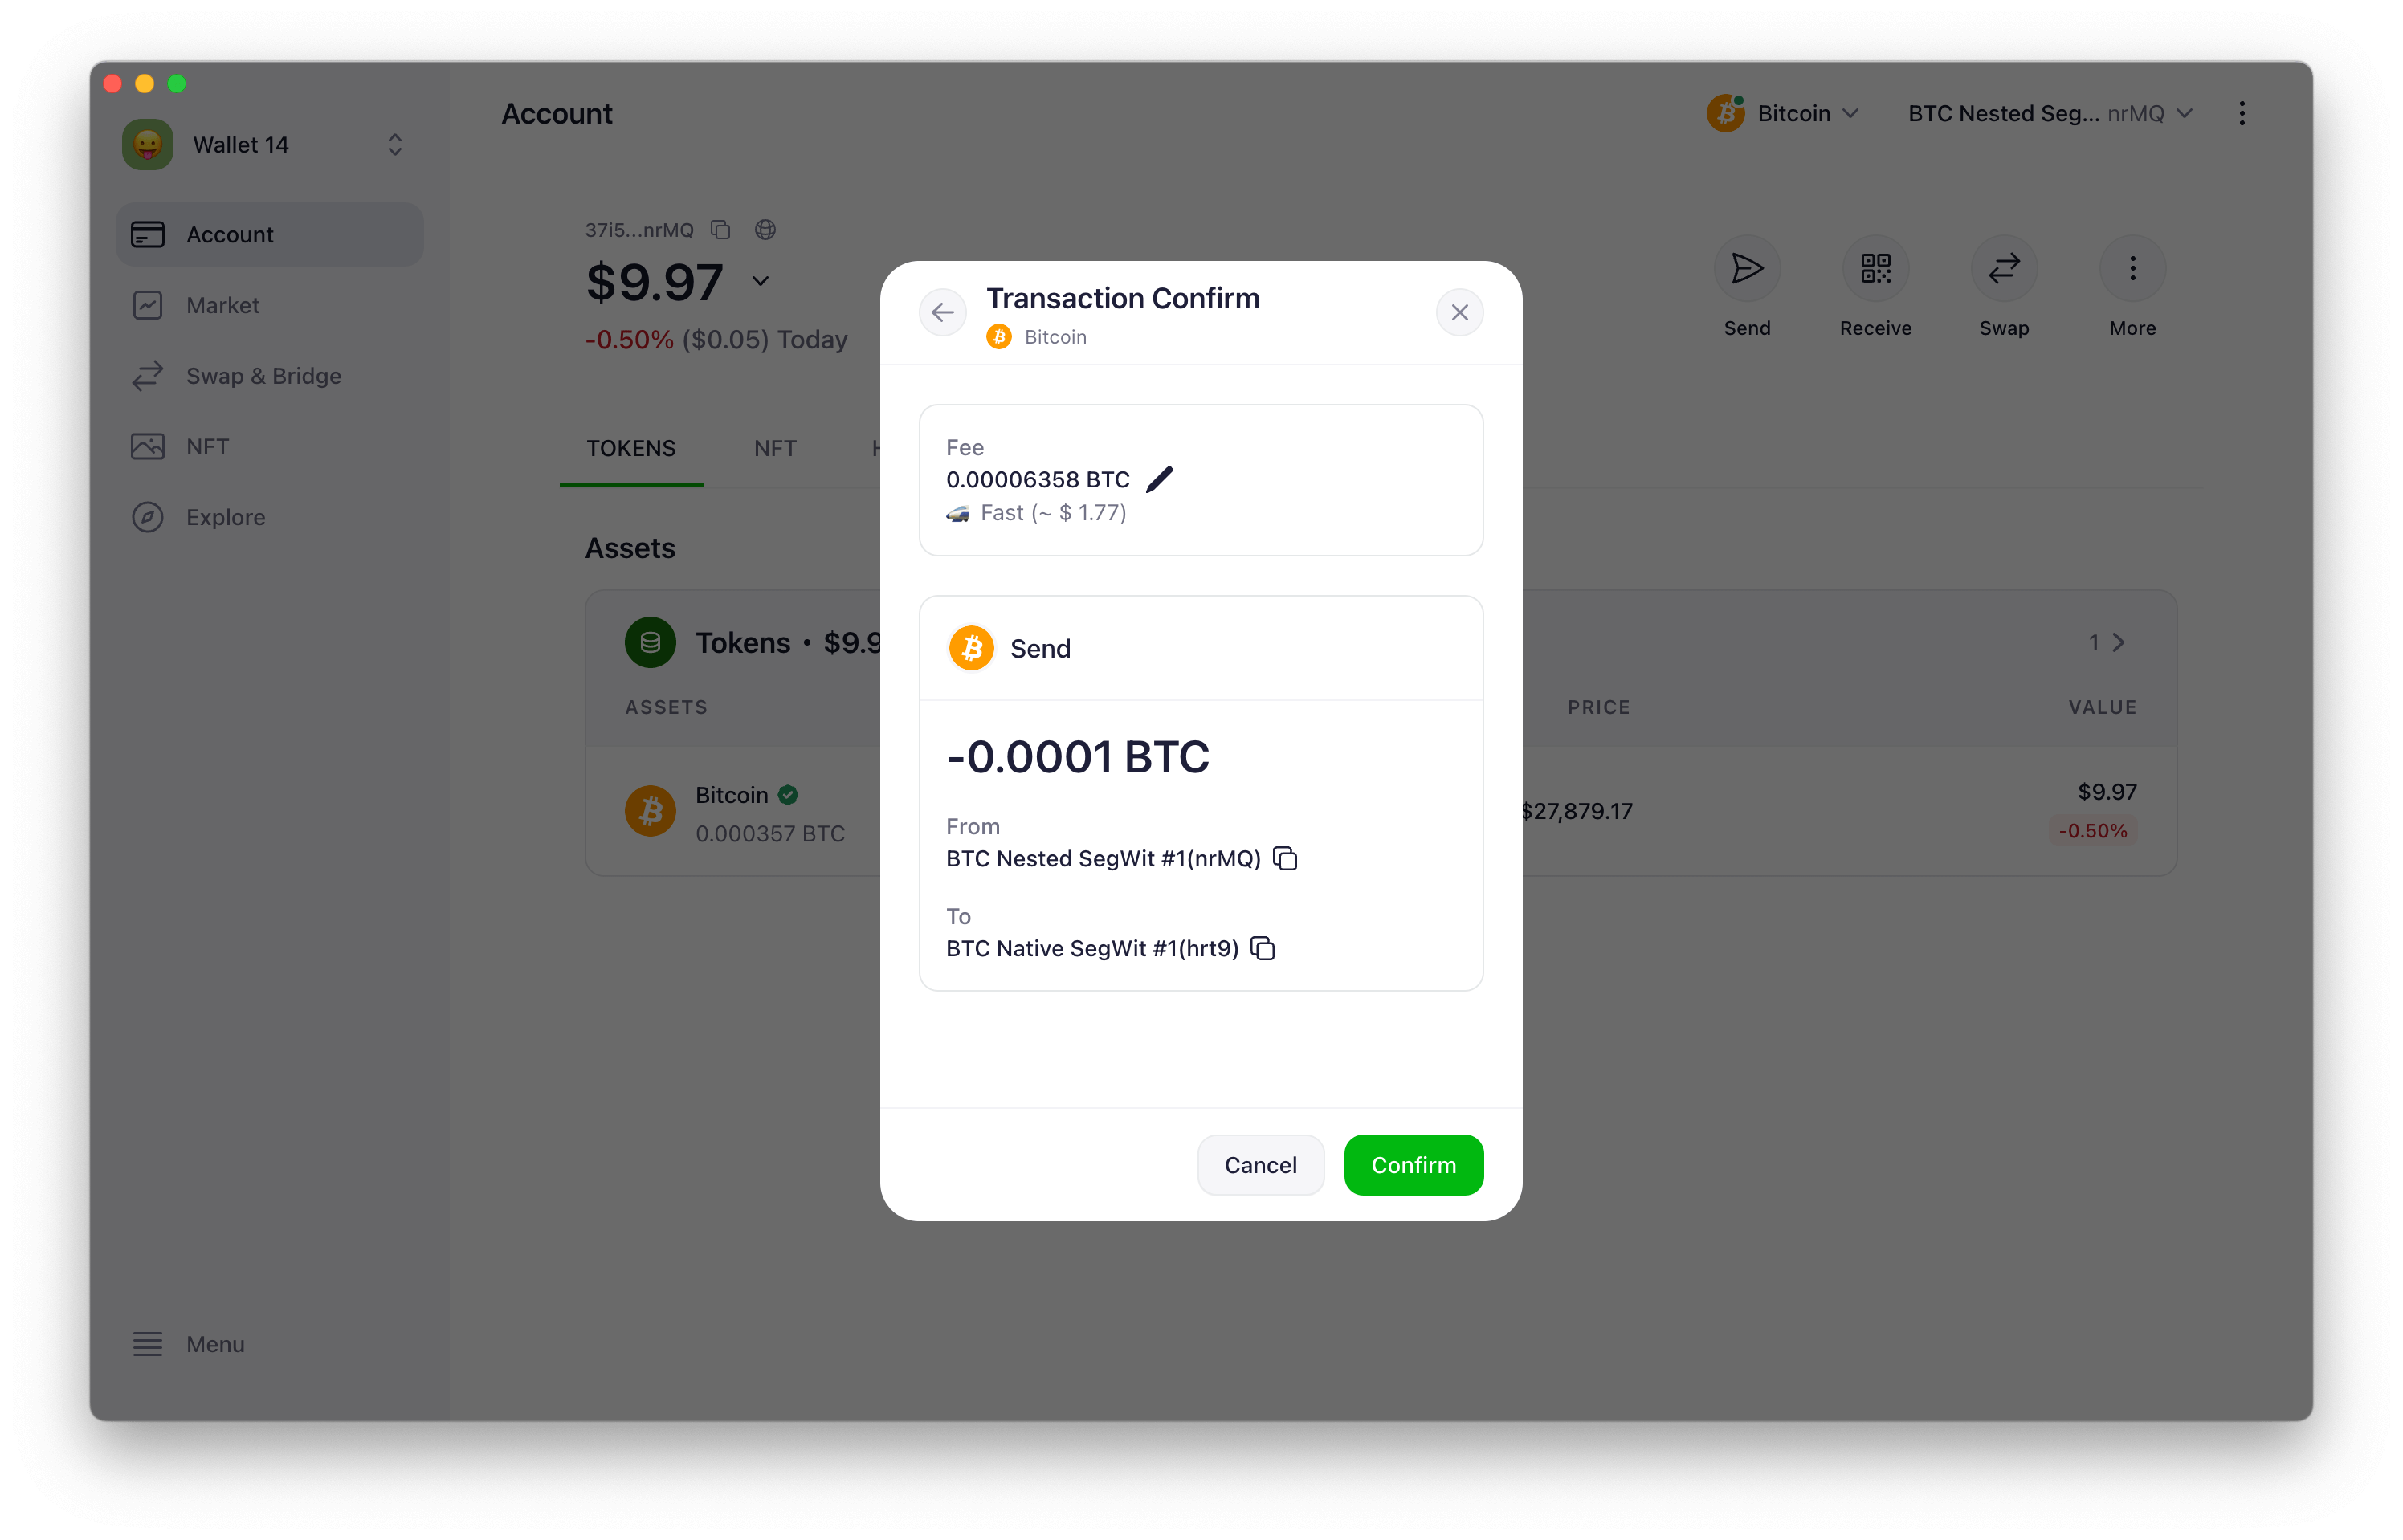 Wallet 14
Account
Market
Swap & Bridge
NFT
Explore
Menu
Account
Bitcoin
BTC Nested Seg... nrMQ
37i5...nrMQ
$9.97
-0.50% ($0.05) Today
Send
Receive
Swap
More
TOKENS
NFT
Assets
Tokens • $9.9
1
ASSETS
PRICE
VALUE
Bitcoin
0.000357 BTC
$27,879.17
$9.97
-0.50%
Transaction Confirm
Bitcoin
Fee
0.00006358 BTC
Fast (~ $ 1.77)
Send
-0.0001 BTC
From
BTC Nested SegWit #1(nrMQ)
To
BTC Native SegWit #1(hrt9)
Cancel
Confirm